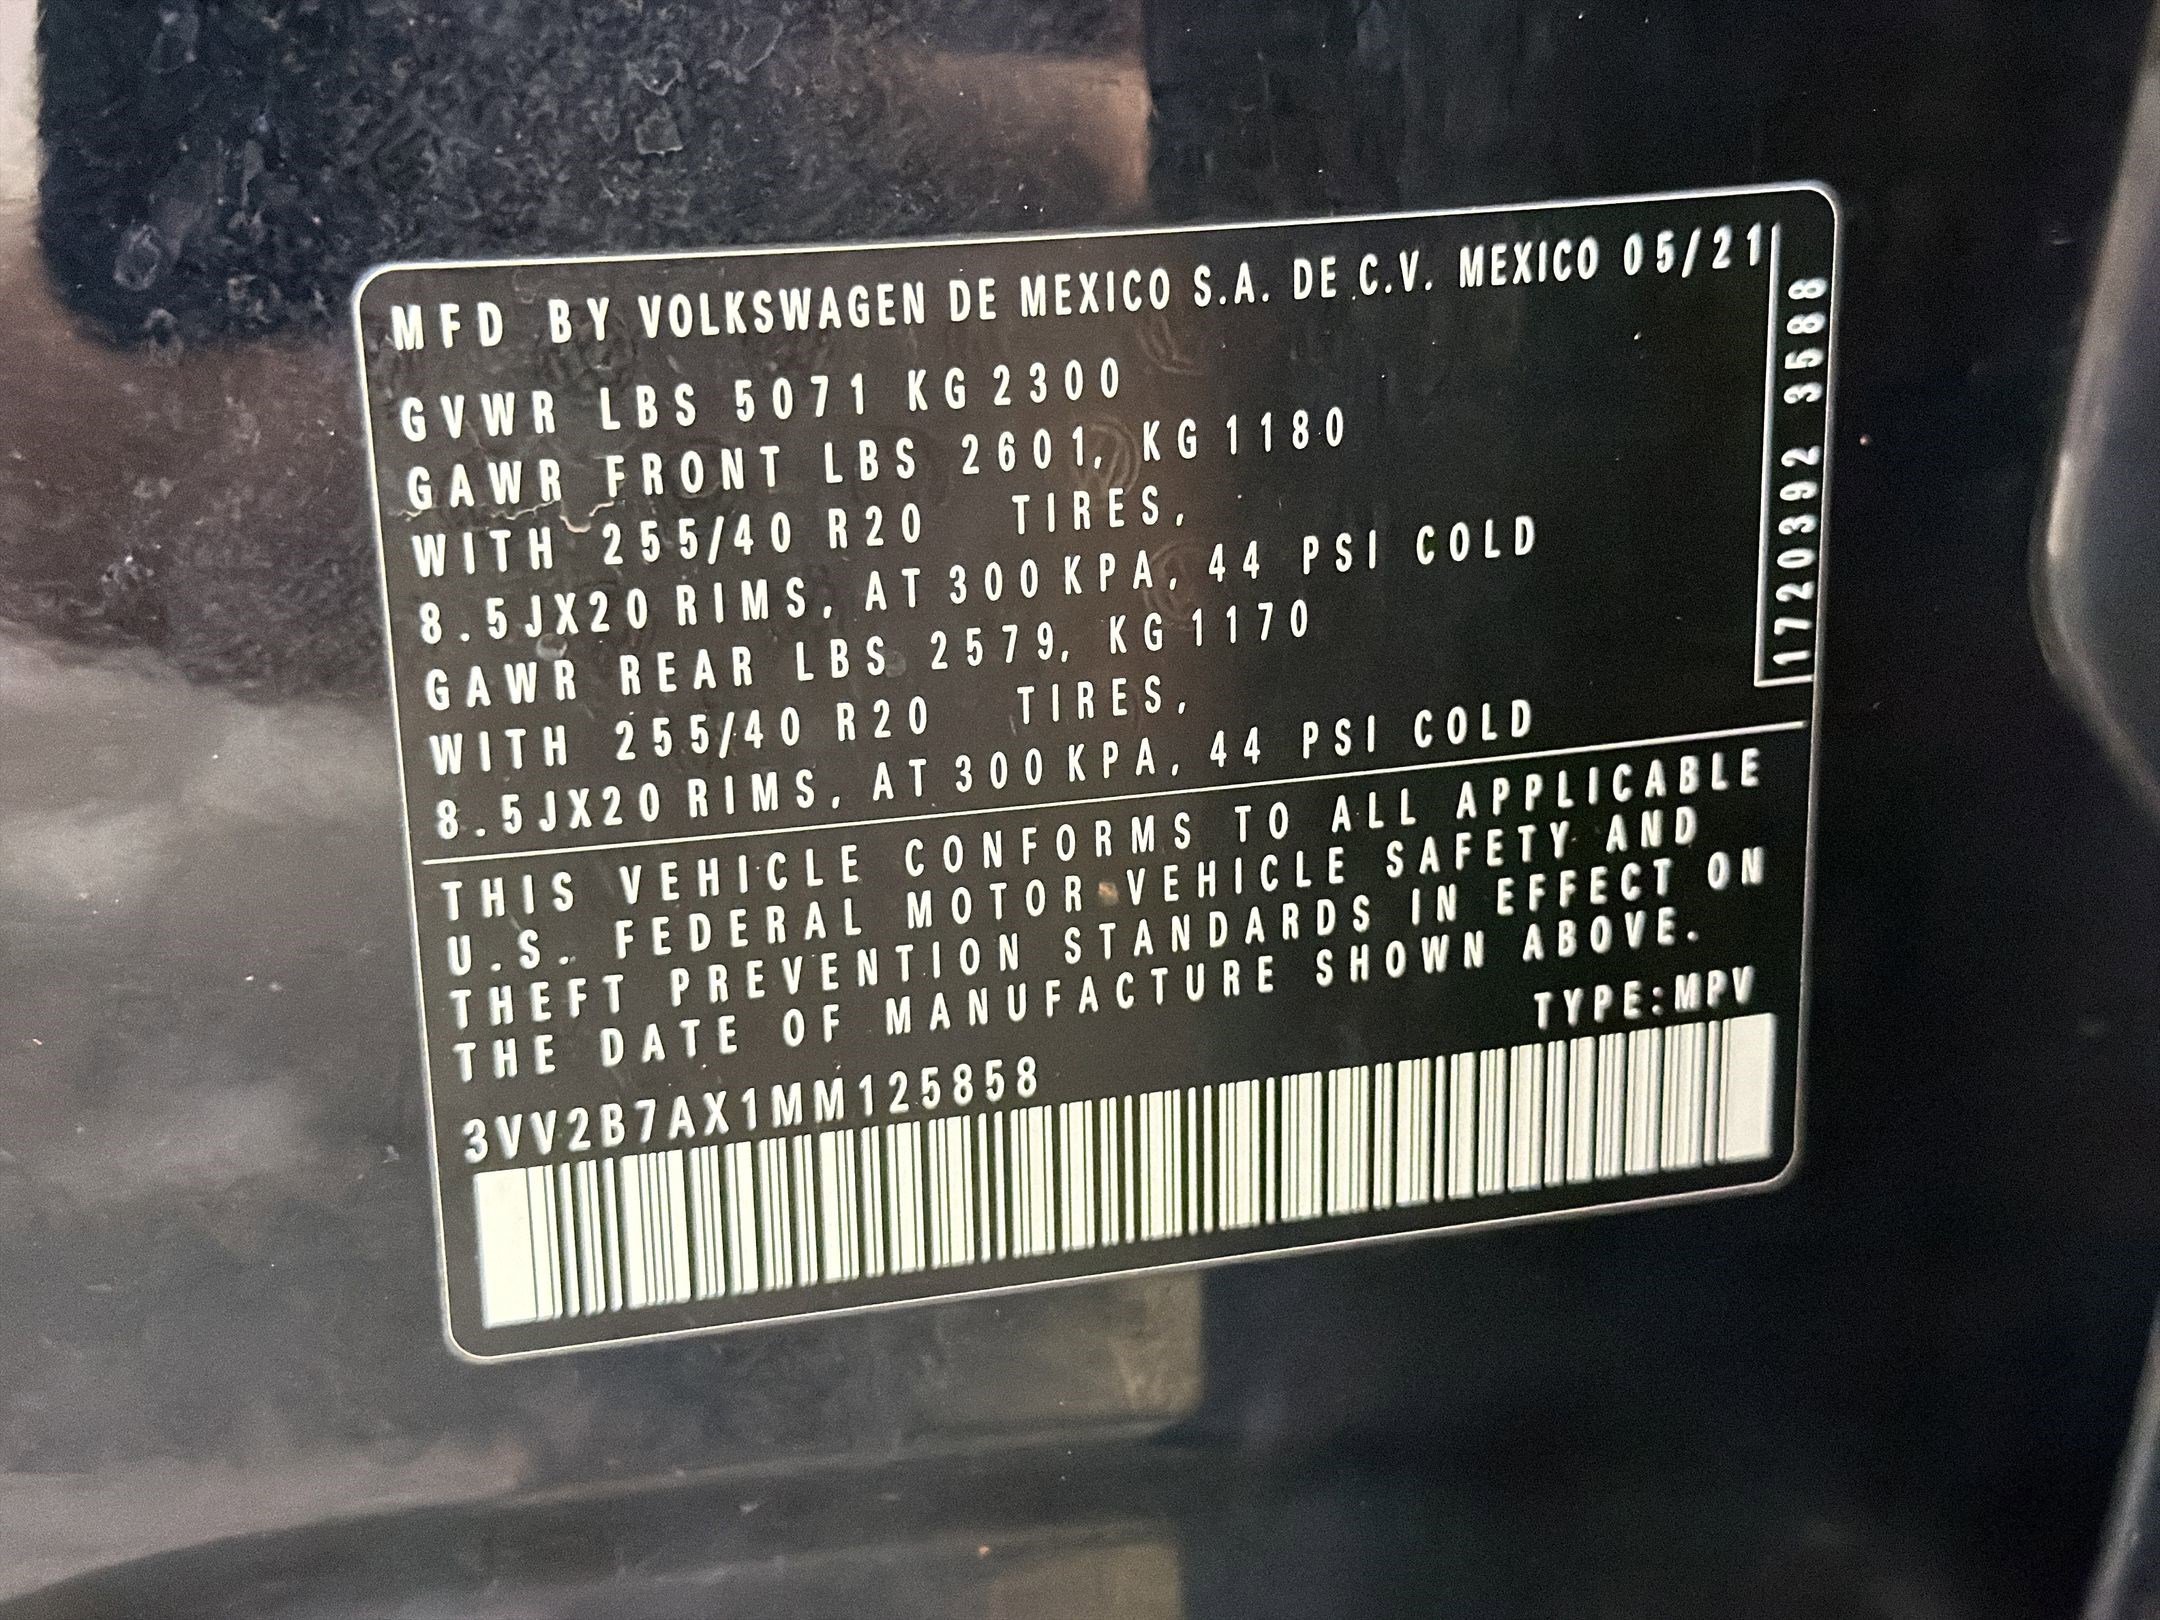 MFD BY VOLKSWAGEN DE MEXICO S.A. DE C.V. MEXICO 05/21
GVWR LBS 5071 KG 2300
GAWR FRONT LBS 2601, KG 1180
WITH 255/40 R20 TIRES,
8.5JX20 RIMS, AT 300 KPA, 44 PSI COLD
GAWR REAR LBS 2579, KG 1170
WITH 255/40 R20 TIRES,
8.5JX20 RIMS, AT 300 KPA, 44 PSI COLD
1720392 3588
THIS VEHICLE CONFORMS TO ALL APPLICABLE
U.S. FEDERAL MOTOR VEHICLE SAFETY AND
THEFT PREVENTION STANDARDS IN EFFECT ON
THE DATE OF MANUFACTURE SHOWN ABOVE.
TYPE:MPV
3VV2B7AX1MM125858